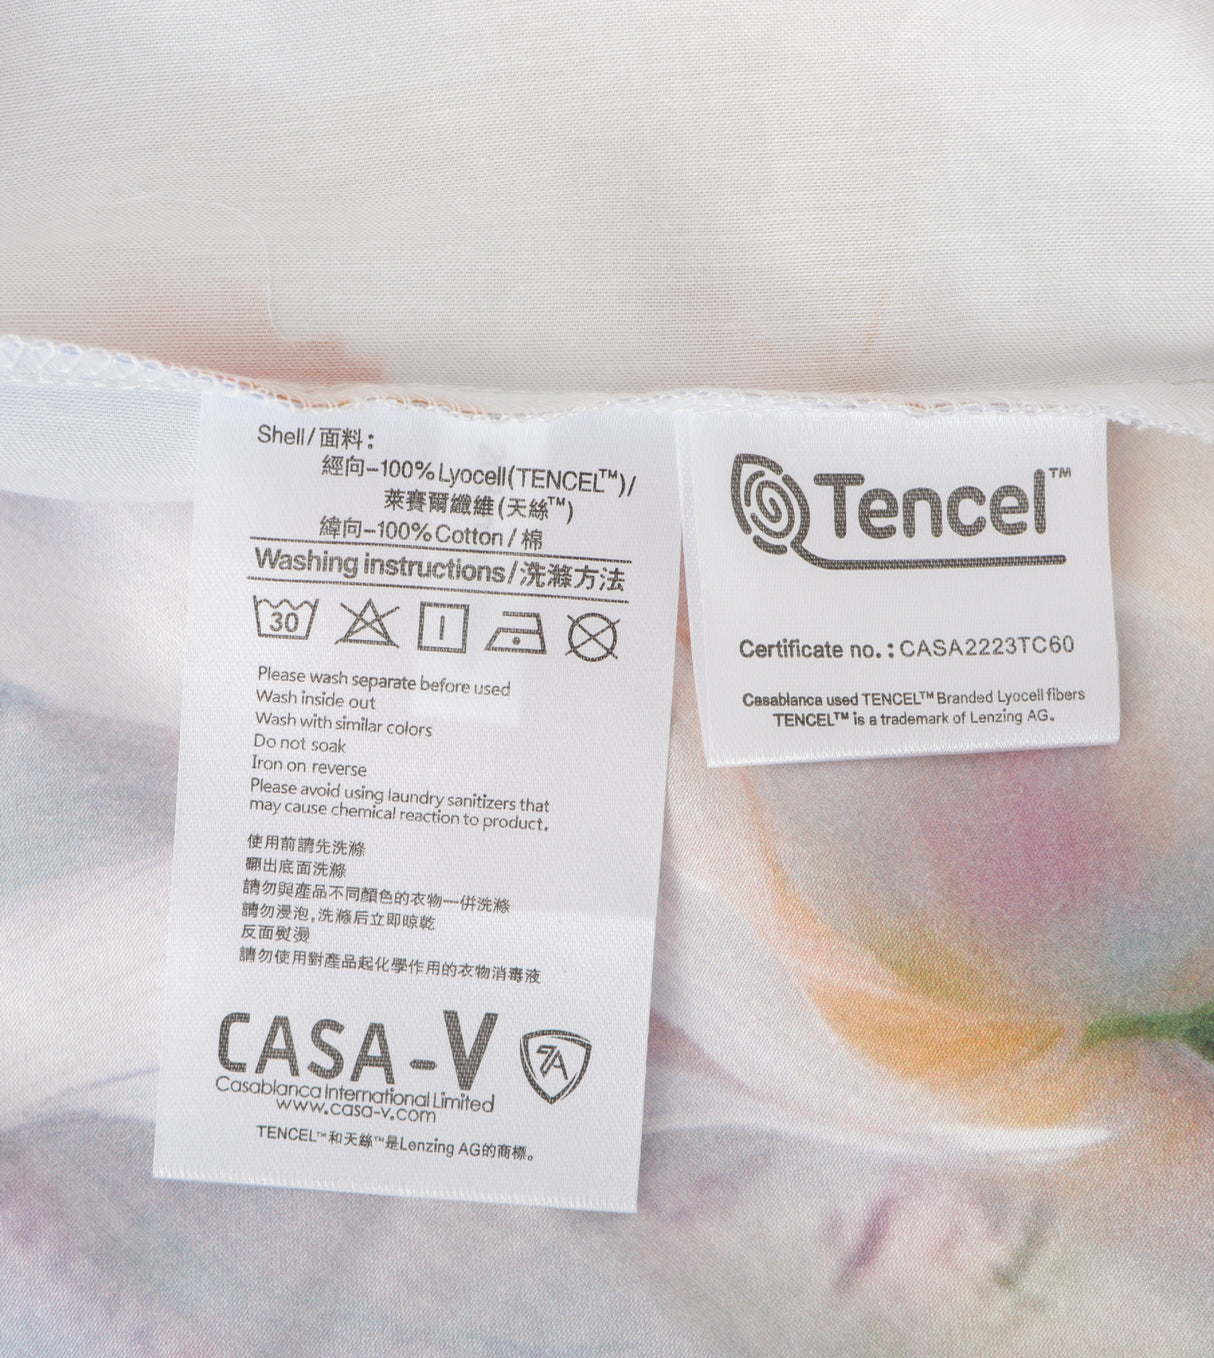 Shell/面料：
經向-100% Lyocell(TENCEL™)/
萊賽爾纖維(天絲™)
緯向-100% Cotton/棉
Washing instructions/洗滌方法
30
Please wash separate before used
Wash inside out
Wash with similar colors
Do not soak
Iron on reverse
Please avoid using laundry sanitizers that
may cause chemical reaction to product.
使用前請先洗滌
翻出底面洗滌
請勿與產品不同顏色的衣物一併洗滌
請勿浸泡,洗滌后立即晾乾
反面熨燙
請勿使用對產品起化學作用的衣物消毒液
CASA-V
Casablanca International Limited
www.casa-v.com
TENCEL™和天絲™是Lenzing AG的商標。
Tencel™
Certificate no.：CASA2223TC60
Casablanca used TENCEL™ Branded Lyocell fibers
TENCEL™ is a trademark of Lenzing AG.